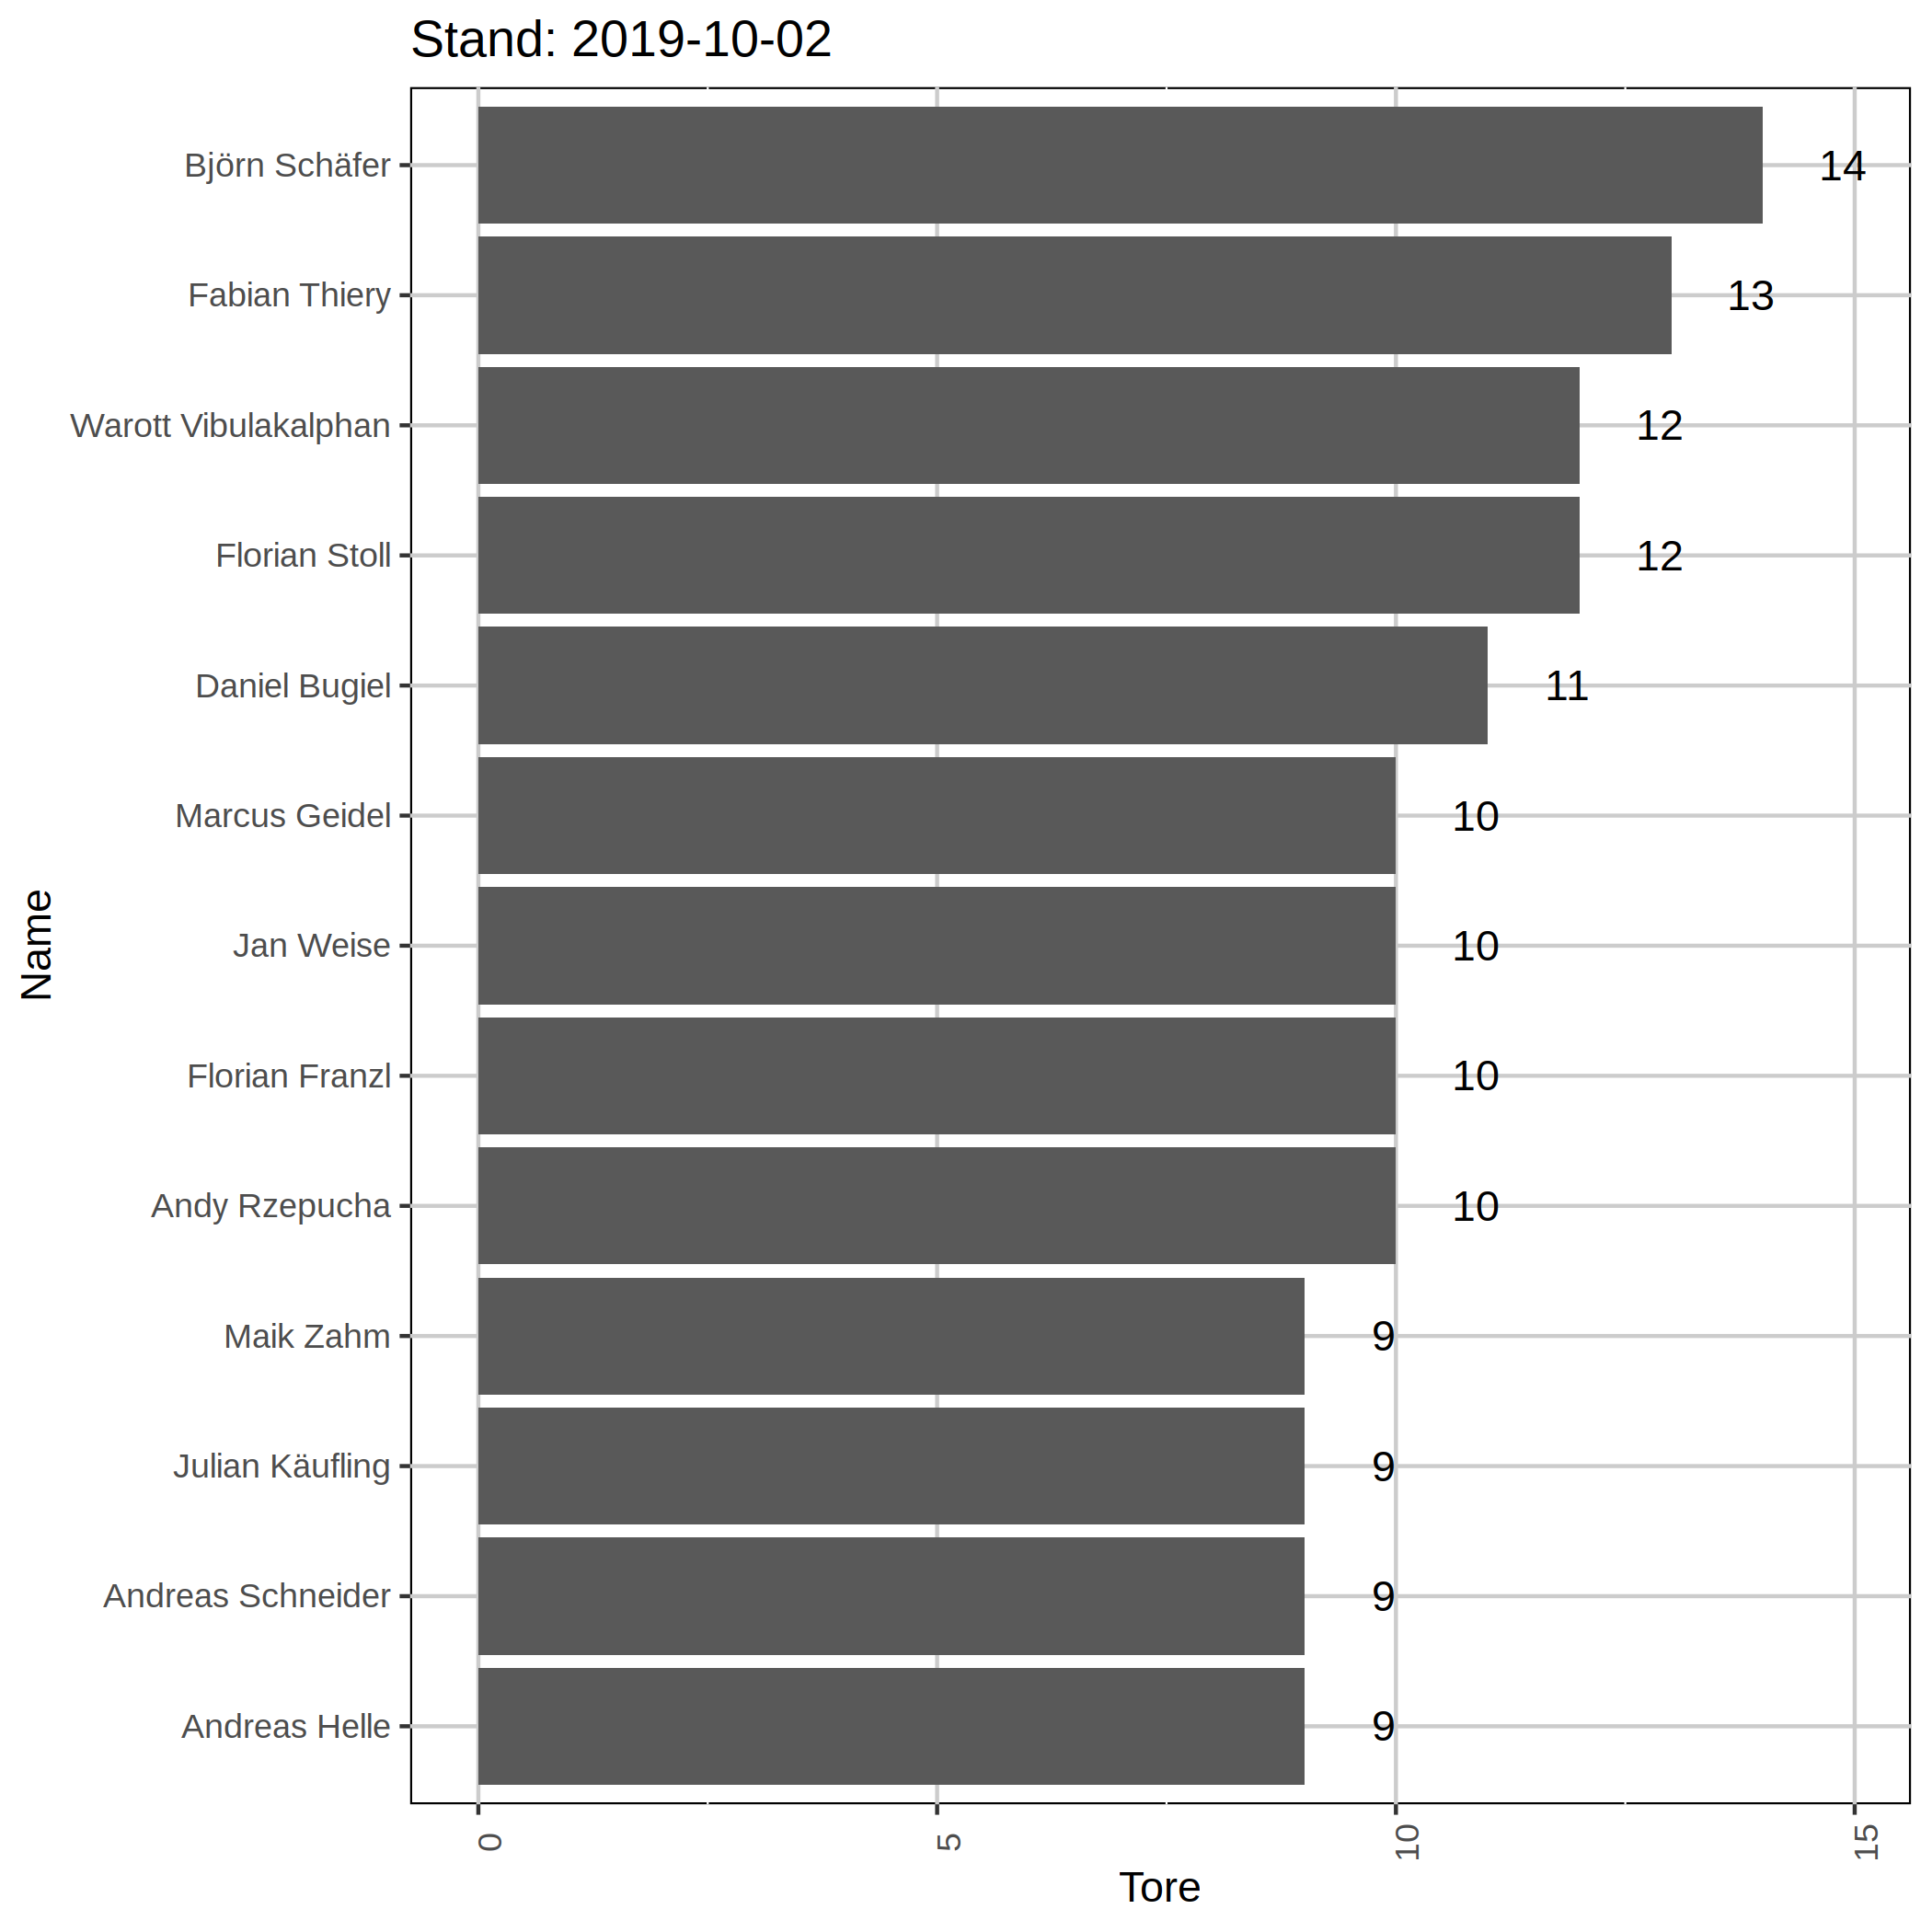 Stand: 2019-10-02
Björn Schäfer 14
Fabian Thiery 13
Warott Vibulakalphan 12
Florian Stoll 12
Daniel Bugiel 11
Marcus Geidel 10
Jan Weise 10
Florian Franzl 10
Andy Rzepucha 10
Maik Zahm 9
Julian Käufling 9
Andreas Schneider 9
Andreas Helle 9
Name
0 5 10 15
Tore